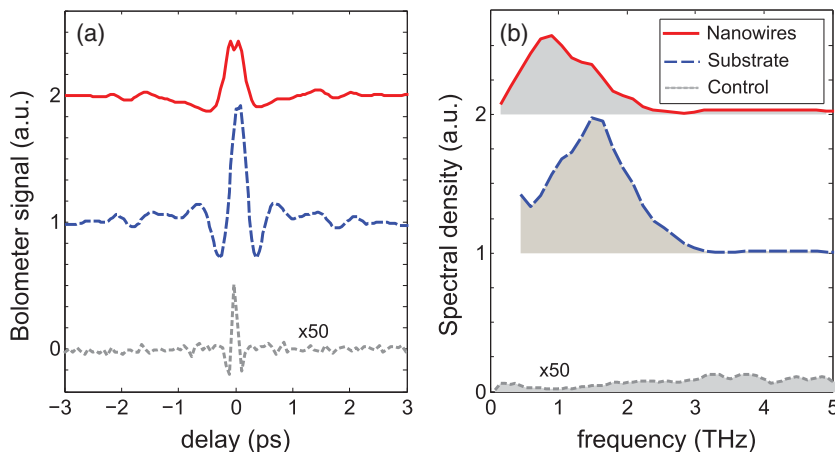 (a)
Bolometer signal (a.u.)
2
1
0
x50
−3
−2
−1
0
1
2
3
delay (ps)
(b)
Nanowires
Substrate
Control
Spectral density (a.u.)
2
1
0
x50
0
1
2
3
4
5
frequency (THz)